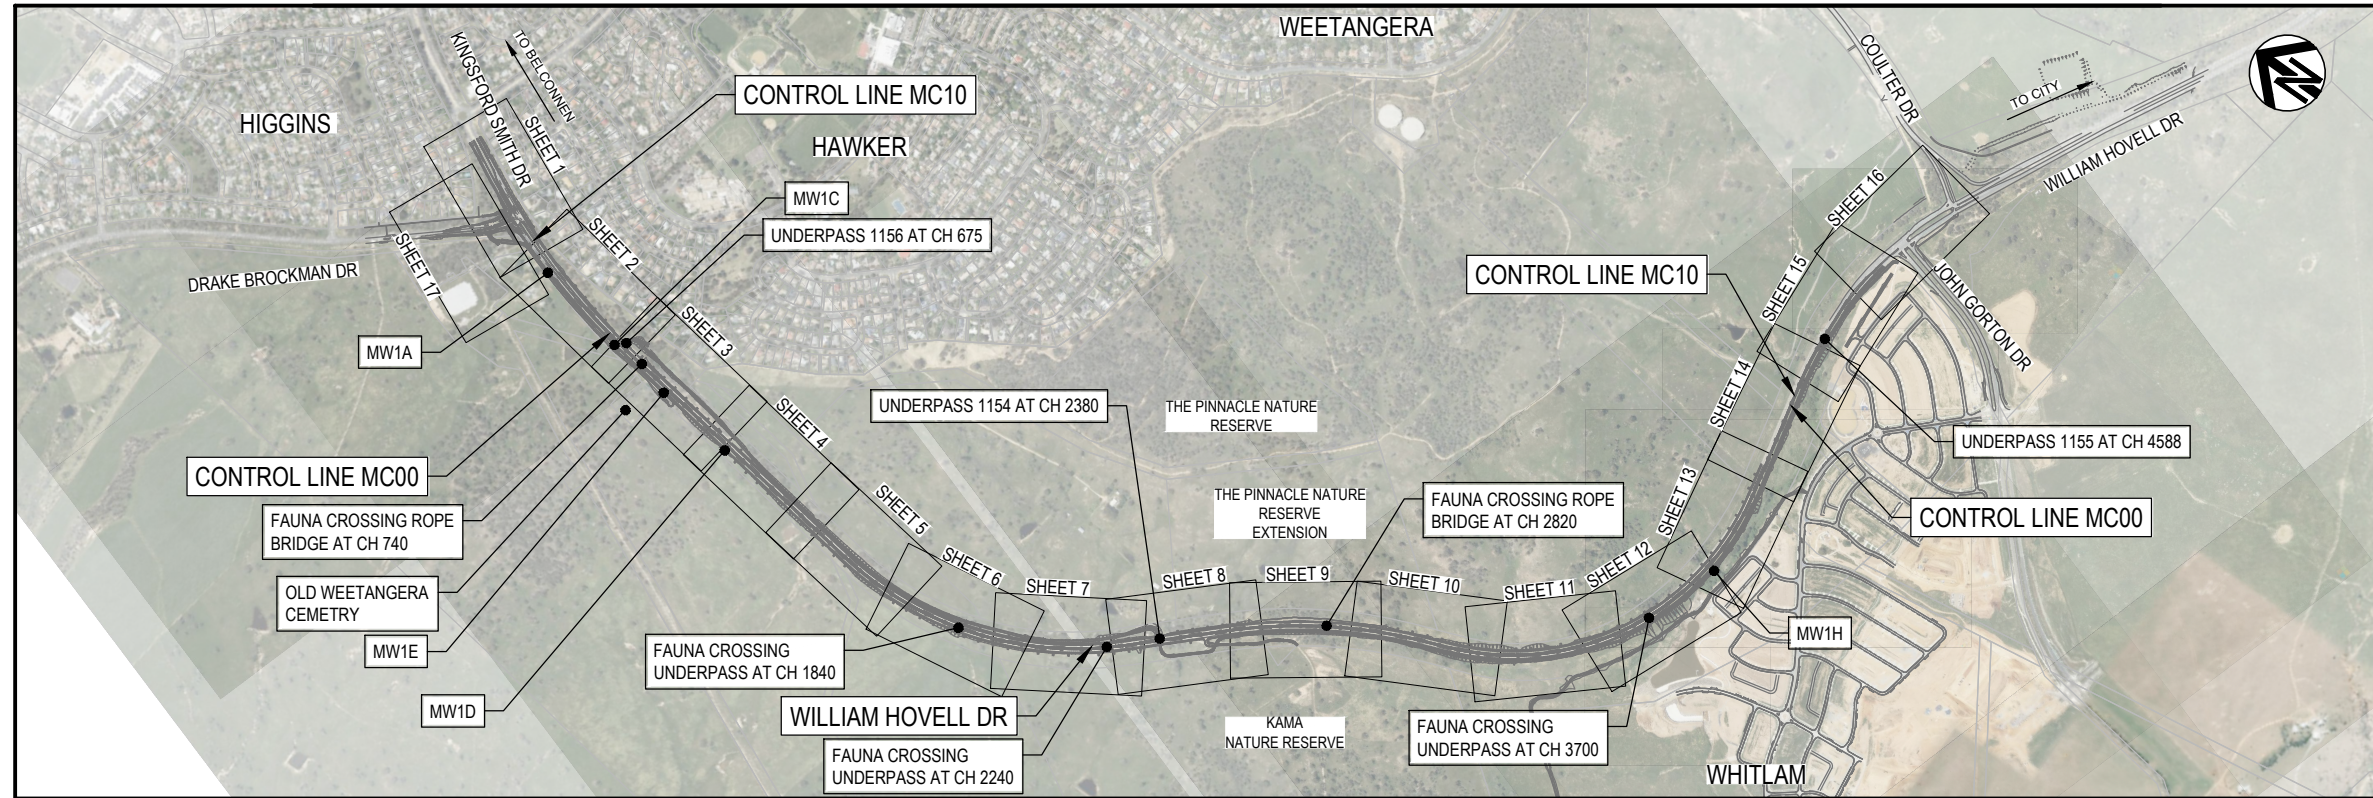 WEETANGERA
COULTER DR
TO CITY
WILLIAM HOVELL DR
KINGSFORD SMITH DR
TO BELCONNEN
CONTROL LINE MC10
HIGGINS
SHEET 1
HAWKER
MW1C
UNDERPASS 1156 AT CH 675
SHEET 2
SHEET 17
DRAKE BROCKMAN DR
SHEET 16
SHEET 15
CONTROL LINE MC10
JOHN GORTON DR
SHEET 3
MW1A
SHEET 14
UNDERPASS 1154 AT CH 2380
THE PINNACLE NATURE
RESERVE
SHEET 4
UNDERPASS 1155 AT CH 4588
CONTROL LINE MC00
SHEET 13
THE PINNACLE NATURE
RESERVE
EXTENSION
FAUNA CROSSING ROPE
BRIDGE AT CH 2820
SHEET 5
CONTROL LINE MC00
FAUNA CROSSING ROPE
BRIDGE AT CH 740
SHEET 6
SHEET 7
SHEET 8
SHEET 9
SHEET 10
SHEET 11
SHEET 12
OLD WEETANGERA
CEMETRY
MW1E
MW1H
FAUNA CROSSING
UNDERPASS AT CH 1840
MW1D
WILLIAM HOVELL DR
KAMA
NATURE RESERVE
FAUNA CROSSING
UNDERPASS AT CH 3700
FAUNA CROSSING
UNDERPASS AT CH 2240
WHITLAM
N